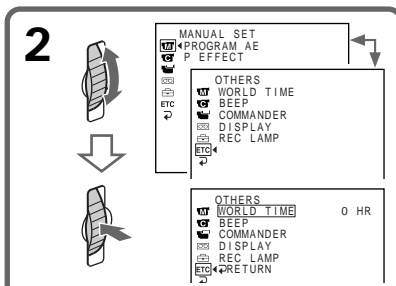 2
MANUAL SET
PROGRAM AE
P EFFECT
ETC
OTHERS
WORLD TIME
BEEP
COMMANDER
DISPLAY
REC LAMP
ETC
OTHERS
WORLD TIME 0 HR
BEEP
COMMANDER
DISPLAY
REC LAMP
ETC RETURN